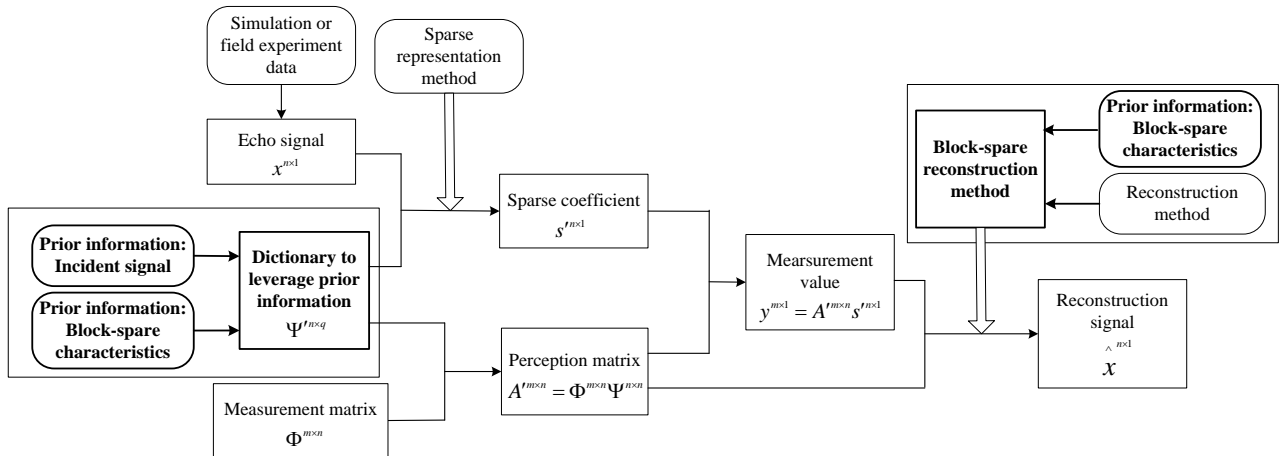 Simulation or
field experiment
data
Sparse
representation
method
Echo signal
x^{n×1}
Prior information:
Block-spare
characteristics
Block-spare
reconstruction
method
Reconstruction
method
Sparse coefficient
s′^{n×1}
Prior information:
Incident signal
Dictionary to
leverage prior
information
Ψ′^{n×q}
Prior information:
Block-spare
characteristics
Mearsurement
value
y^{m×1} = A′^{m×n} s′^{n×1}
Reconstruction
signal
x̂^{n×1}
Perception matrix
A′^{m×n} = Φ^{m×n} Ψ^{n×n}
Measurement matrix
Φ^{m×n}